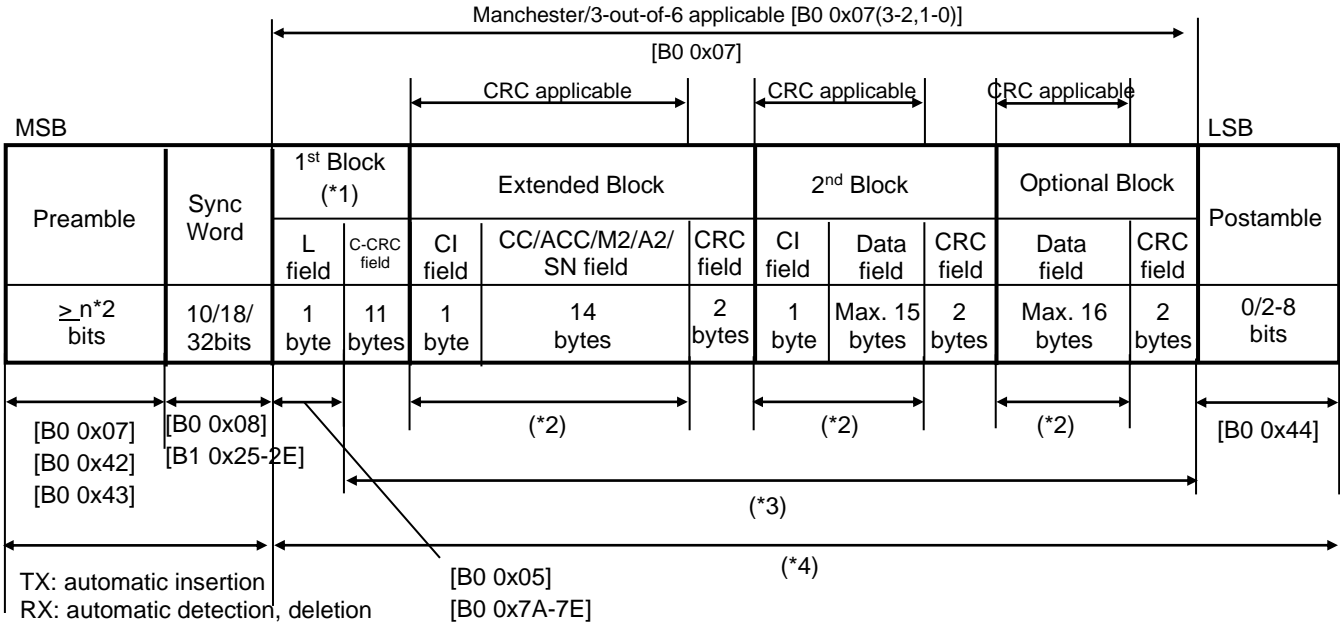 Manchester/3-out-of-6 applicable [B0 0x07(3-2,1-0)]
[B0 0x07]
CRC applicable
CRC applicable
CRC applicable
MSB
LSB
Preamble
Sync
Word
1st Block
(*1)
Extended Block
2nd Block
Optional Block
Postamble
L
field
C-CRC
field
CI
field
CC/ACC/M2/A2/
SN field
CRC
field
CI
field
Data
field
CRC
field
Data
field
CRC
field
≥ n*2
bits
10/18/
32bits
1
byte
11
bytes
1
byte
14
bytes
2
bytes
1
byte
Max. 15
bytes
2
bytes
Max. 16
bytes
2
bytes
0/2-8
bits
[B0 0x07]
[B0 0x42]
[B0 0x43]
[B0 0x08]
[B1 0x25-2E]
(*2)
(*2)
(*2)
[B0 0x44]
(*3)
(*4)
TX: automatic insertion
RX: automatic detection, deletion
[B0 0x05]
[B0 0x7A-7E]